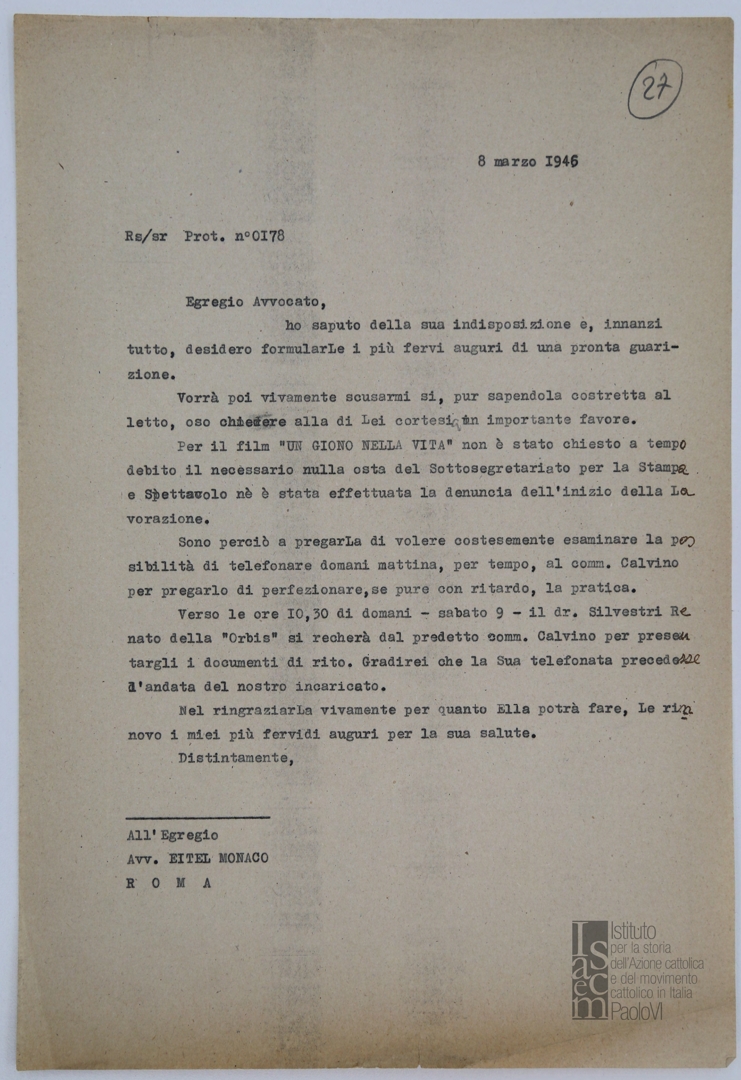 27
8 marzo I946
Rs/sr Prot. n°0I78
Egregio Avvocato,
ho saputo della sua indisposizione e, innanzi
tutto, desidero formularLe i più fervi auguri di una pronta guari-
zione.
Vorrà poi vivamente scusarmi si, pur sapendola costretta al
letto, oso chiedere alla di Lei cortesia un importante favore.
Per il film "UN GIONO NELLA VITA" non è stato chiesto a tempo
debito il necessario nulla osta del Sottosegretariato per la Stampa
e Spettacolo nè è stata effettuata la denuncia dell'inizio della La
vorazione.
Sono perciò a pregarLa di volere costesemente esaminare la pos
sibilità di telefonare domani mattina, per tempo, al comm. Calvino
per pregarlo di perfezionare,se pure con ritardo, la pratica.
Verso le ore I0,30 di domani - sabato 9 - il dr. Silvestri Re
nato della "Orbis" si recherà dal predetto comm. Calvino per presen
targli i documenti di rito. Gradirei che la Sua telefonata precedesse
l'andata del nostro incaricato.
Nel ringraziarLa vivamente per quanto Ella potrà fare, Le rin
novo i miei più fervidi auguri per la sua salute.
Distintamente,
All'Egregio
Avv. EITEL MONACO
R O M A
Isacem
Istituto
per la storia
dell'Azione cattolica
e del movimento
cattolico in Italia
PaoloVI